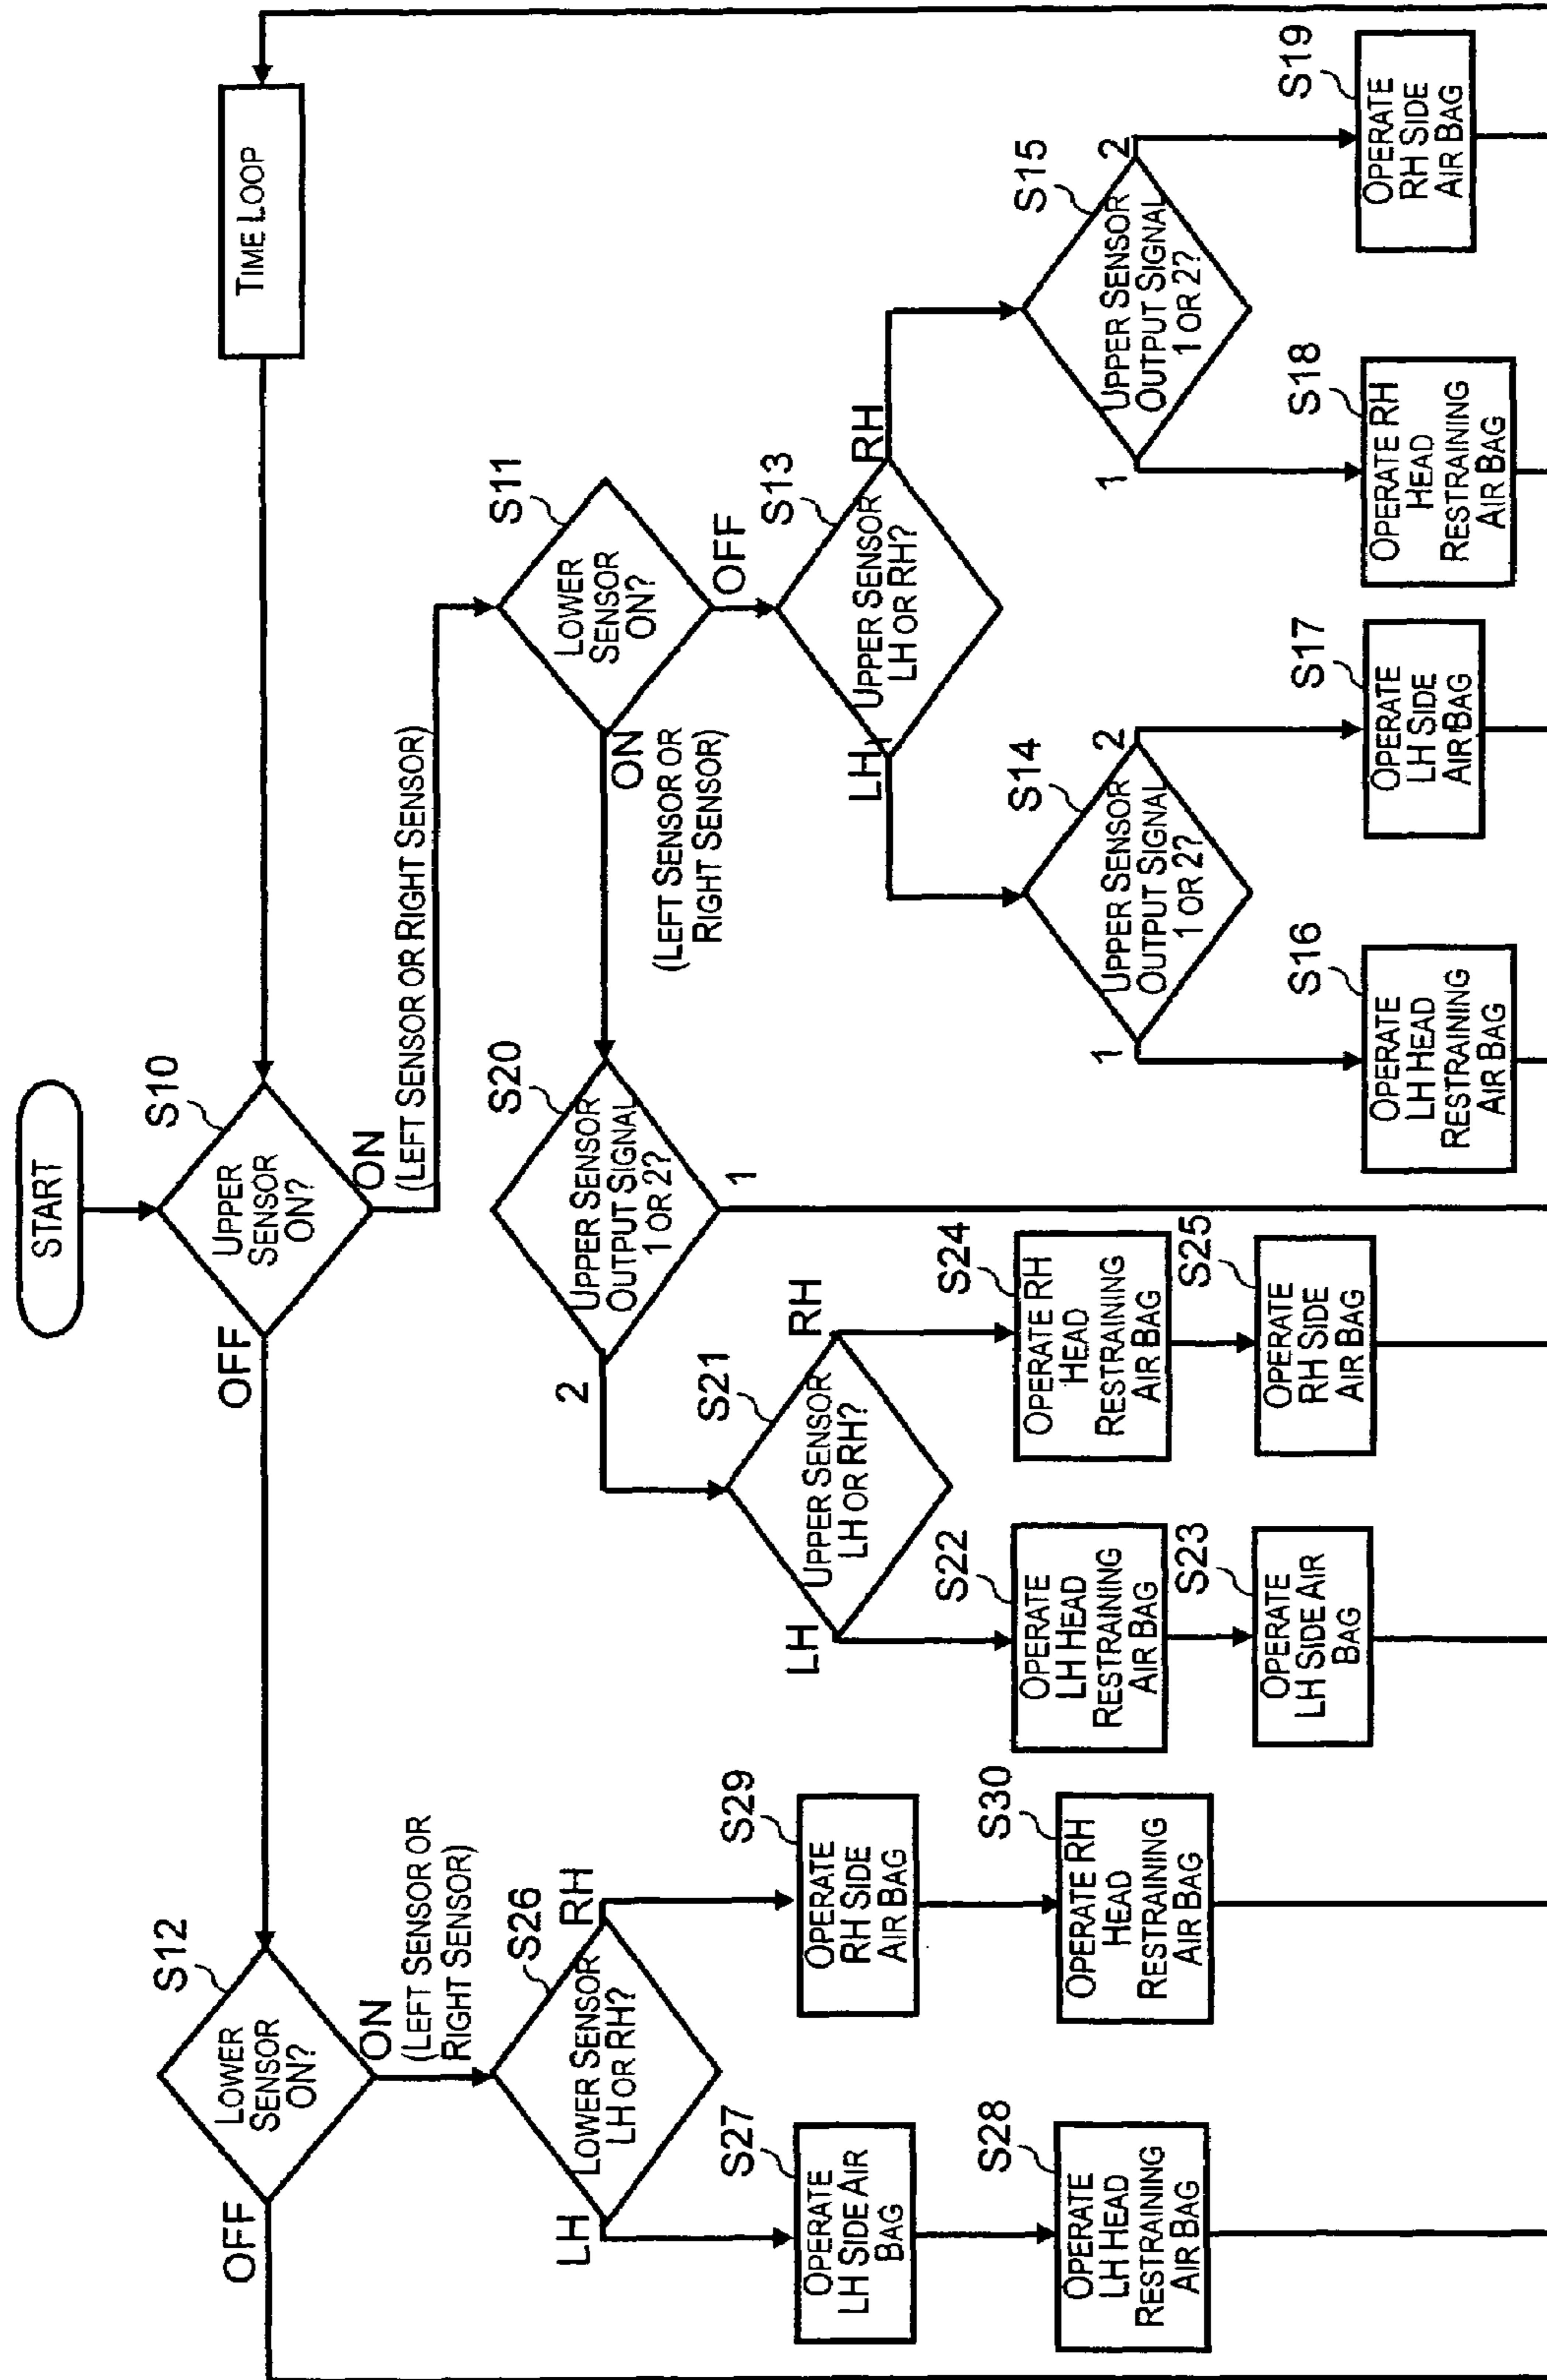 START
TIME LOOP
S10
UPPER
SENSOR
ON?
OFF
ON
(LEFT SENSOR OR RIGHT SENSOR)
S12
LOWER
SENSOR
ON?
OFF
ON
(LEFT SENSOR OR
RIGHT SENSOR)
S11
LOWER
SENSOR
ON?
ON
(LEFT SENSOR OR
RIGHT SENSOR)
OFF
S26
LOWER SENSOR
LH OR RH?
LH
RH
S20
UPPER SENSOR
OUTPUT SIGNAL
1 OR 2?
2
1
S13
UPPER SENSOR
LH OR RH?
LH
RH
S27
OPERATE
LH SIDE AIR
BAG
S29
OPERATE
RH SIDE
AIR BAG
S21
UPPER SENSOR
LH OR RH?
LH
RH
S14
UPPER SENSOR
OUTPUT SIGNAL
1 OR 2?
1
2
S15
UPPER SENSOR
OUTPUT SIGNAL
1 OR 2?
1
2
S28
OPERATE
LH HEAD
RESTRAINING
AIR BAG
S30
OPERATE RH
HEAD
RESTRAINING
AIR BAG
S22
OPERATE
LH HEAD
RESTRAINING
AIR BAG
S24
OPERATE RH
HEAD
RESTRAINING
AIR BAG
S23
OPERATE
LH SIDE AIR
BAG
S25
OPERATE
RH SIDE
AIR BAG
S16
OPERATE
LH HEAD
RESTRAINING
AIR BAG
S17
OPERATE
LH SIDE
AIR BAG
S18
OPERATE RH
HEAD
RESTRAINING
AIR BAG
S19
OPERATE
RH SIDE
AIR BAG